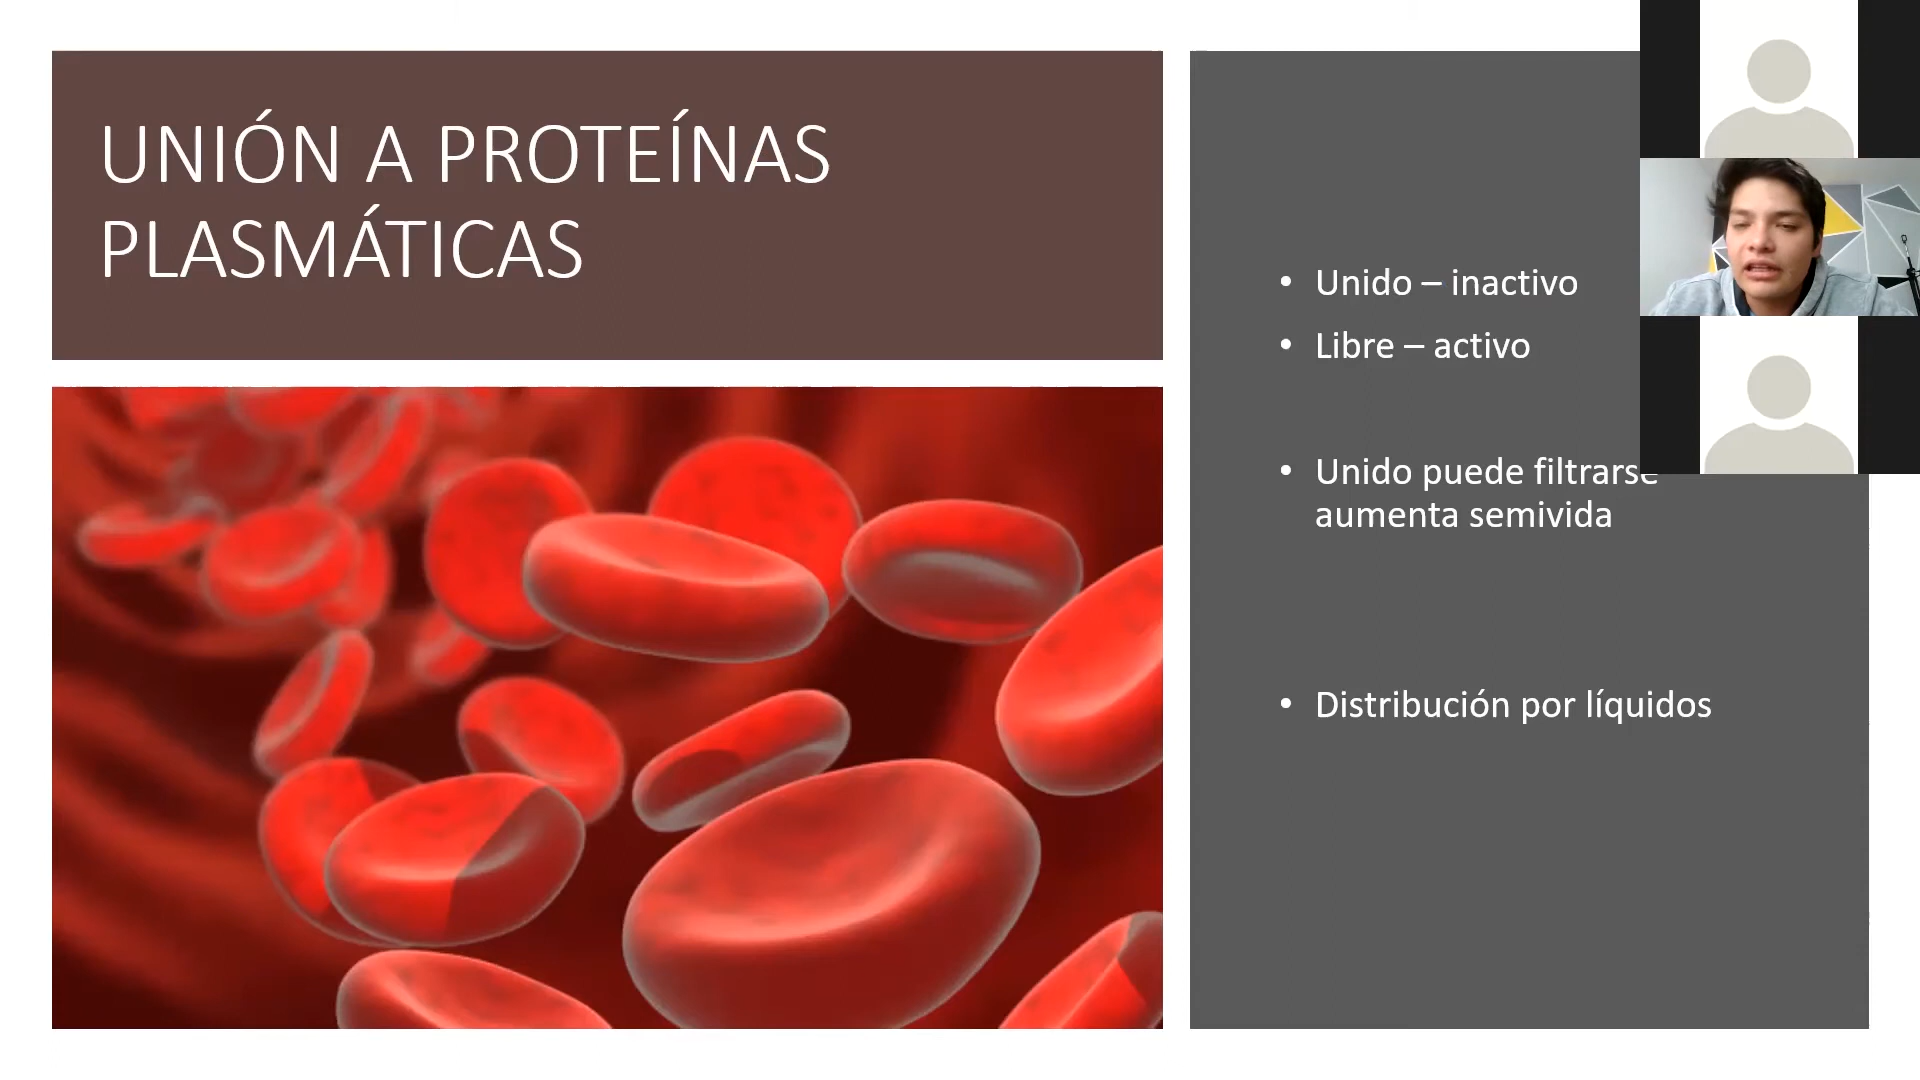 UNIÓN A PROTEÍNAS
PLASMÁTICAS
• Unido – inactivo
• Libre – activo
• Unido puede filtrarse
aumenta semivida
• Distribución por líquidos